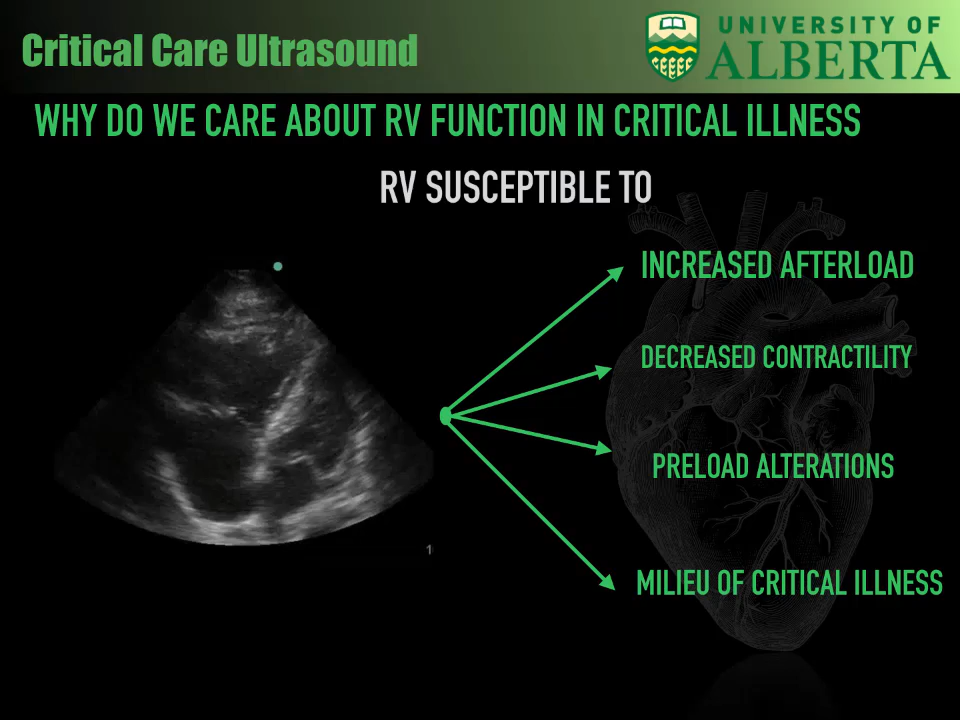 Critical Care Ultrasound
UNIVERSITY OF
ALBERTA
WHY DO WE CARE ABOUT RV FUNCTION IN CRITICAL ILLNESS
RV SUSCEPTIBLE TO
INCREASED AFTERLOAD
DECREASED CONTRACTILITY
PRELOAD ALTERATIONS
MILIEU OF CRITICAL ILLNESS